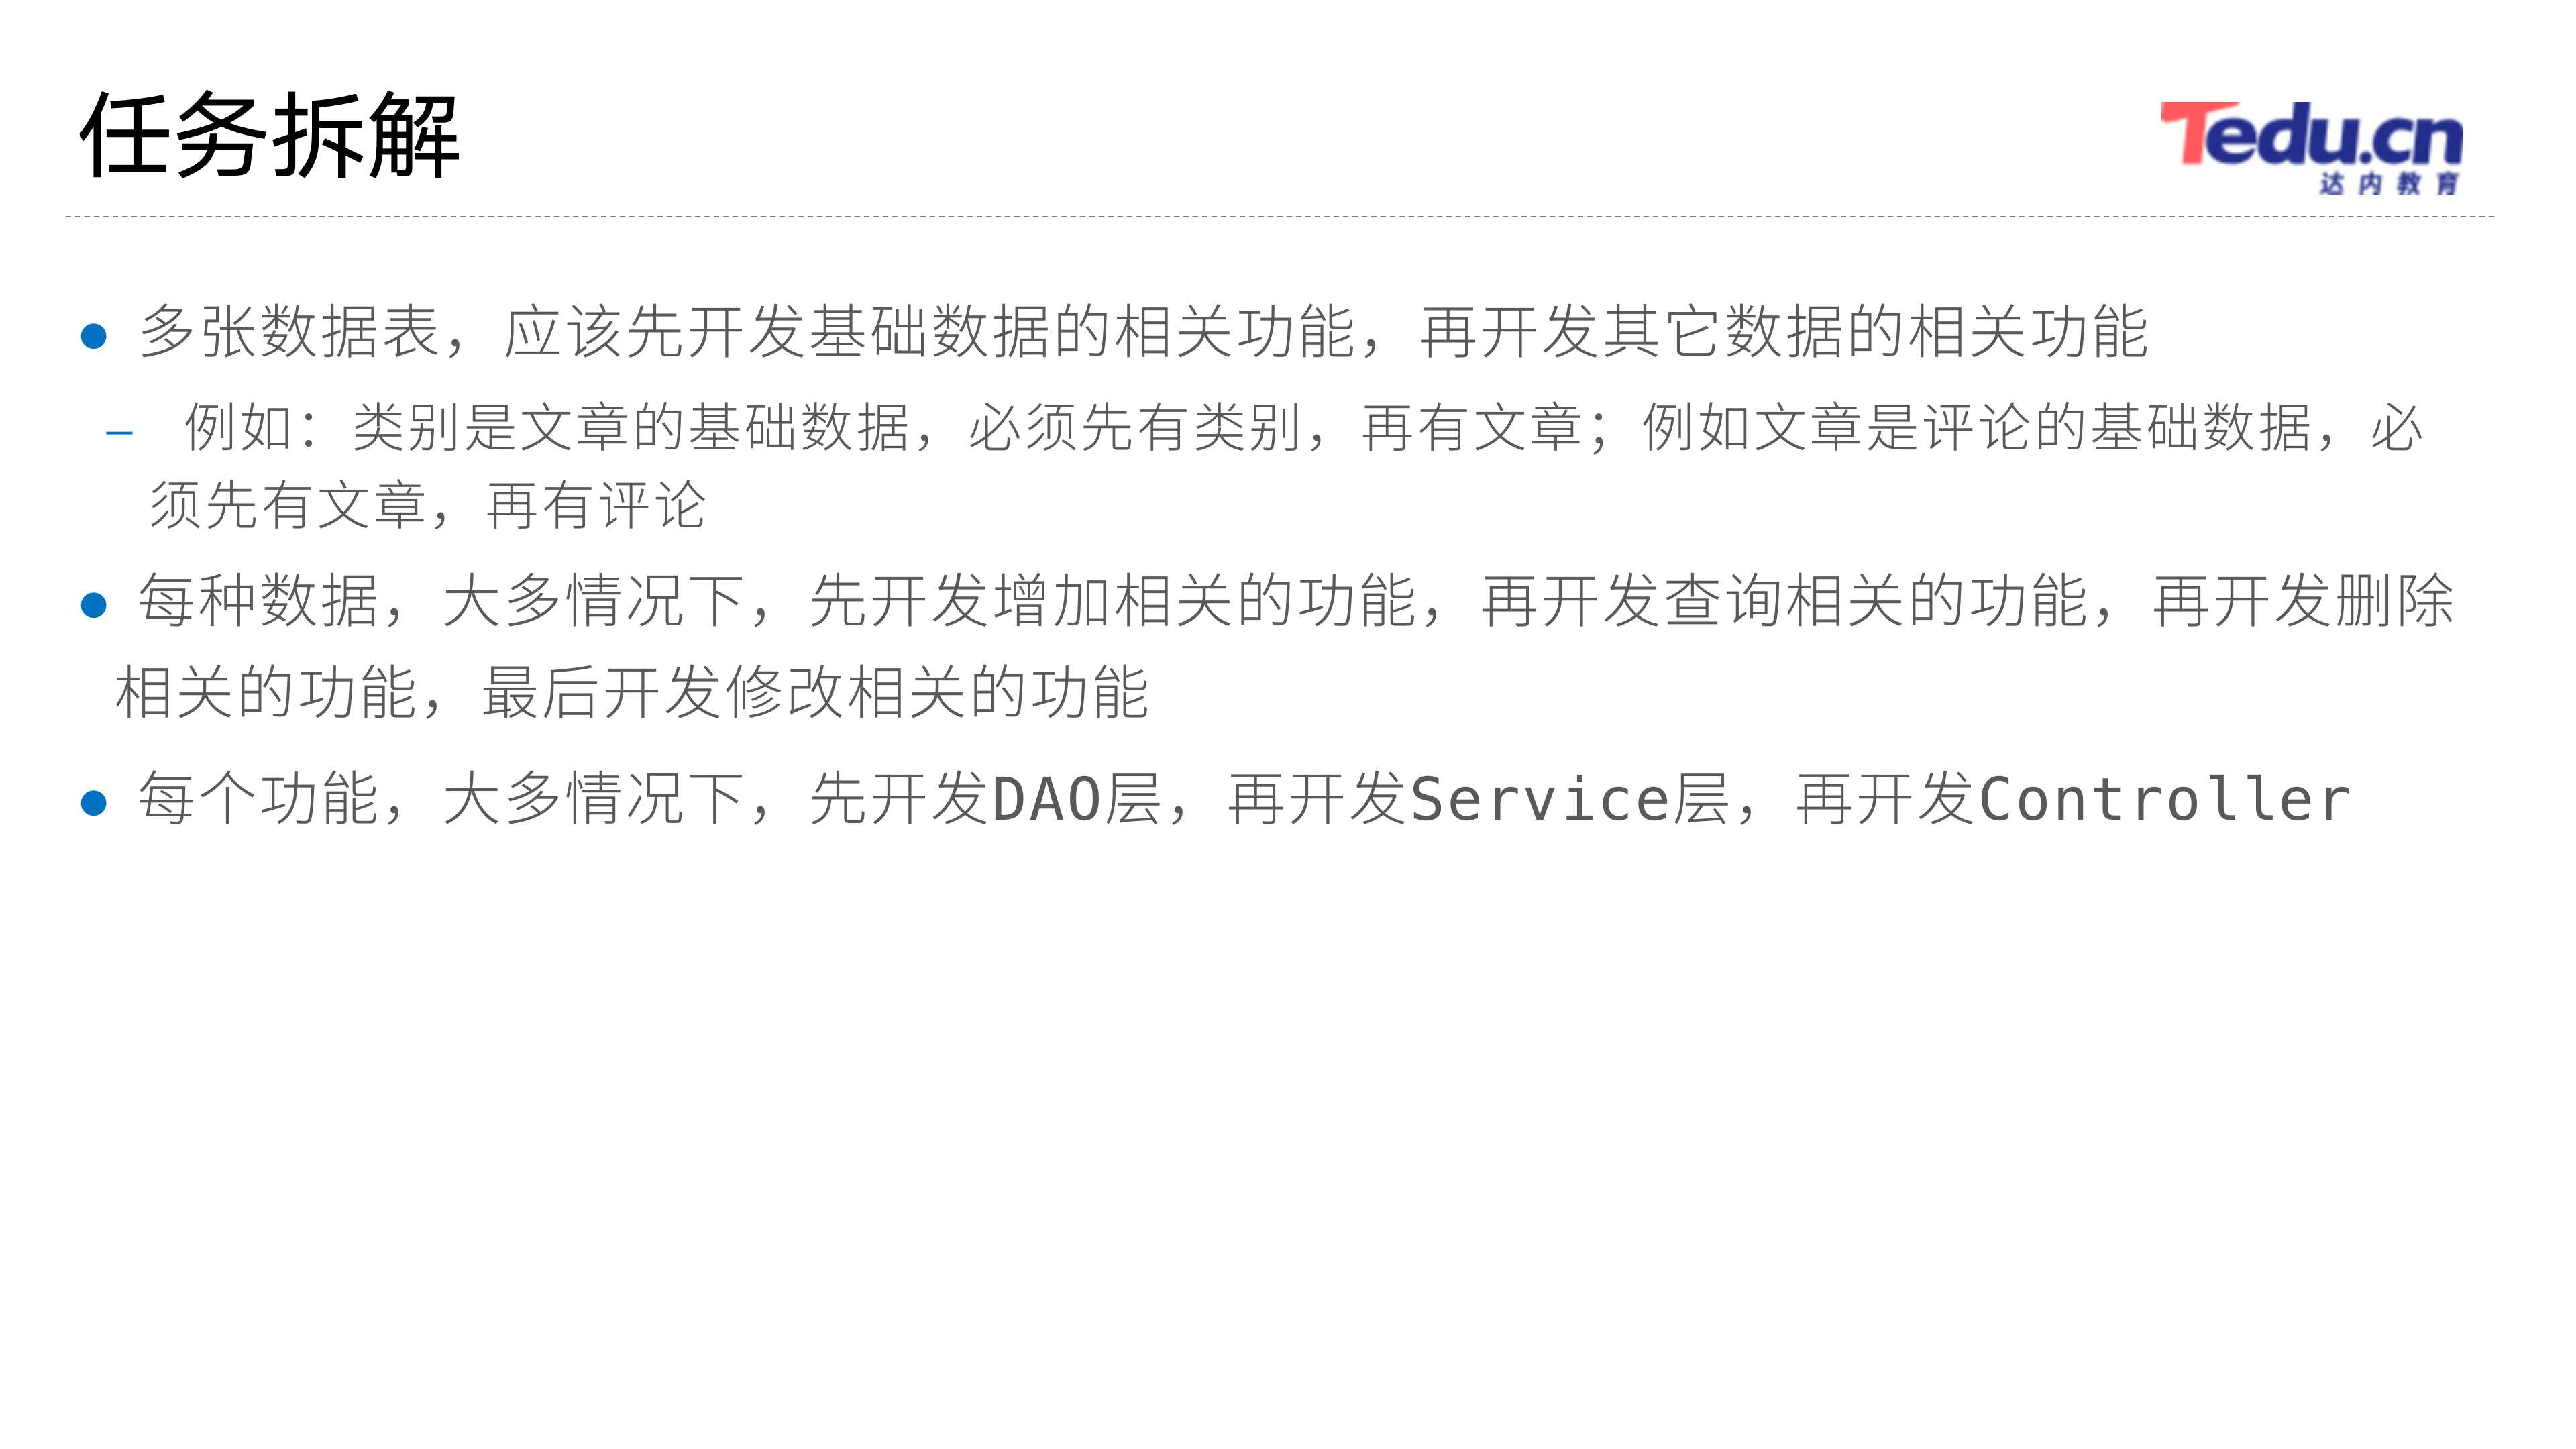 任务拆解
Tedu.cn
达内教育
● 多张数据表，应该先开发基础数据的相关功能，再开发其它数据的相关功能
– 例如：类别是文章的基础数据，必须先有类别，再有文章；例如文章是评论的基础数据，必
须先有文章，再有评论
● 每种数据，大多情况下，先开发增加相关的功能，再开发查询相关的功能，再开发删除
相关的功能，最后开发修改相关的功能
● 每个功能，大多情况下，先开发DAO层，再开发Service层，再开发Controller